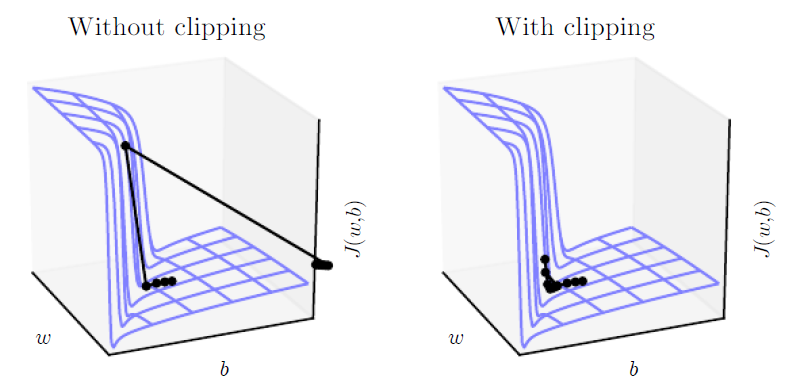 Without clipping
With clipping
J(w,b)
J(w,b)
w
w
b
b